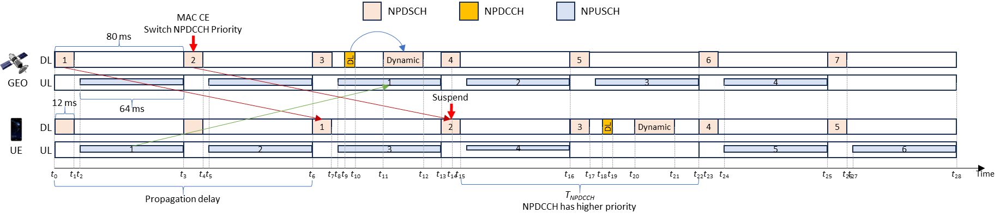 NPDSCH NPDCCH NPUSCH
MAC CE
Switch NPDCCH Priority
80 ms
DL 1 2 3 DL Dynamic 4 5 6 7
GEO
UL 1 2 3 4
64 ms
12 ms
Suspend
DL 1 2 3 DL Dynamic 4 5
UE
UL 1 2 3 4 5 6
t0 t1 t2 t3 t4 t5 t6 t7 t8 t9 t10 t11 t12 t13 t14 t15 t16 t17 t18 t19 t20 t21 t22 t23 t24 t25 t26 t27 t28 Time
Propagation delay
TNPDCCH
NPDCCH has higher priority